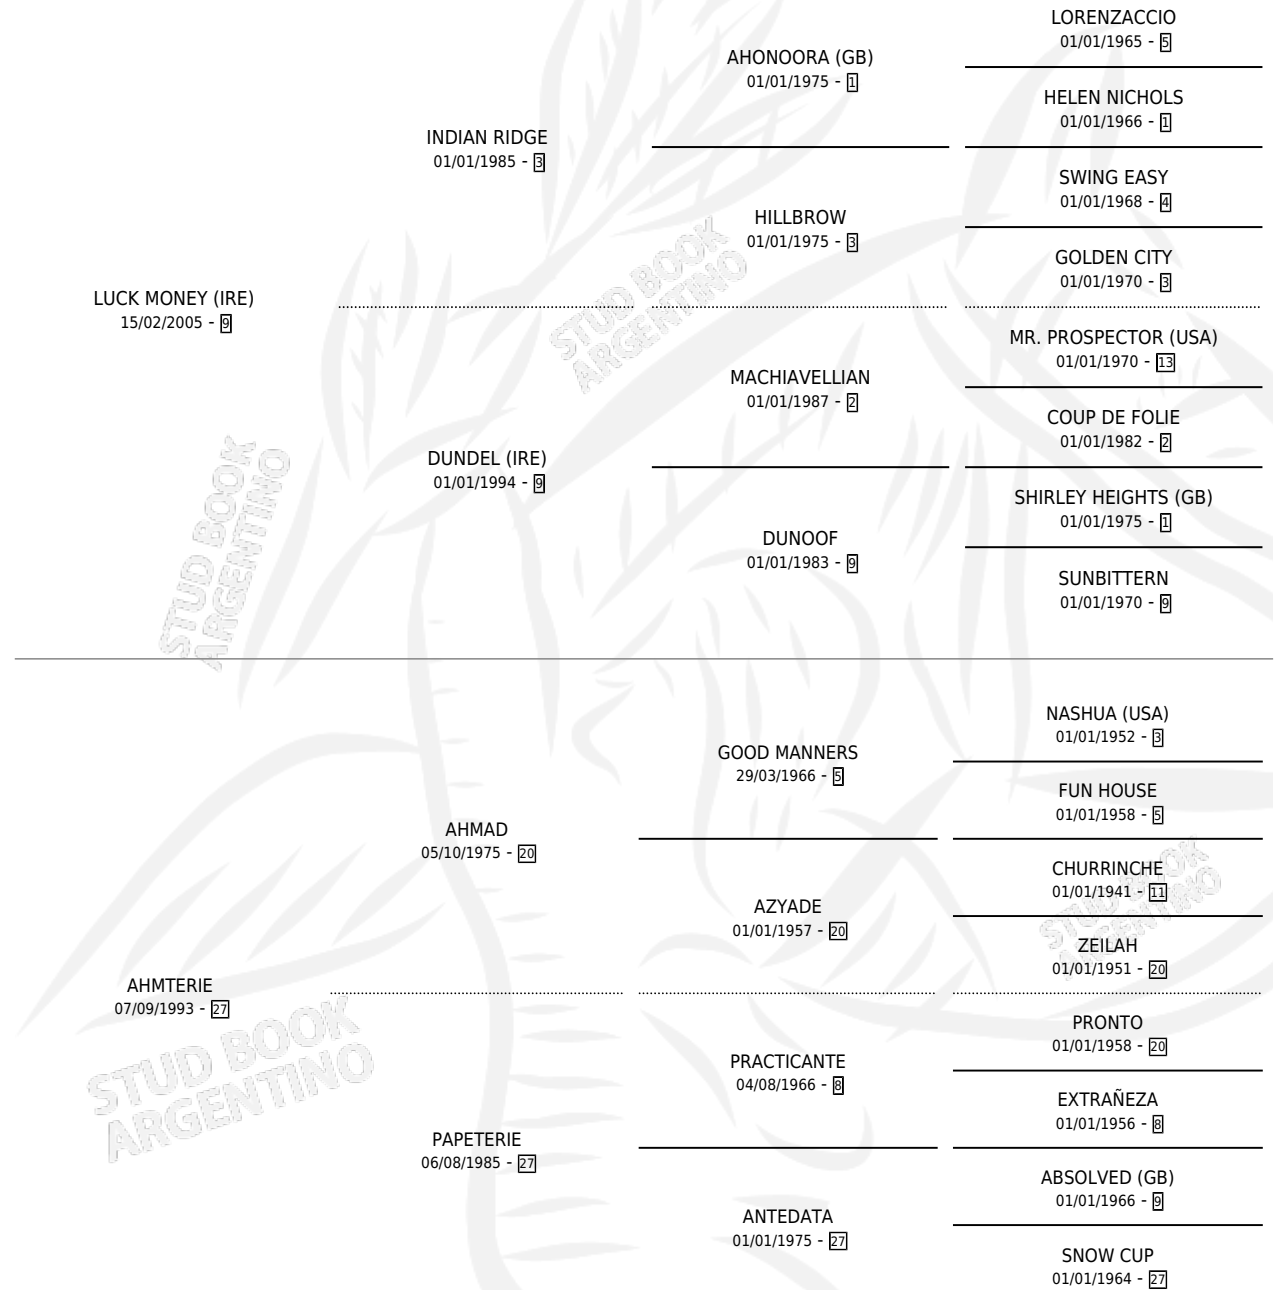 LORENZACCIO
01/01/1965 - 5
AHONOORA (GB)
01/01/1975 - 1
HELEN NICHOLS
01/01/1966 - 1
INDIAN RIDGE
01/01/1985 - 3
SWING EASY
01/01/1968 - 4
HILLBROW
01/01/1975 - 3
GOLDEN CITY
01/01/1970 - 3
LUCK MONEY (IRE)
15/02/2005 - 9
MR. PROSPECTOR (USA)
01/01/1970 - 13
MACHIAVELLIAN
01/01/1987 - 2
COUP DE FOLIE
01/01/1982 - 2
DUNDEL (IRE)
01/01/1994 - 9
SHIRLEY HEIGHTS (GB)
01/01/1975 - 1
DUNOOF
01/01/1983 - 9
SUNBITTERN
01/01/1970 - 9
STUD BOOK
ARGENTINO
STUD BOOK
ARGENTINO
NASHUA (USA)
01/01/1952 - 3
GOOD MANNERS
29/03/1966 - 5
FUN HOUSE
01/01/1958 - 5
AHMAD
05/10/1975 - 20
CHURRINCHE
01/01/1941 - 11
AZYADE
01/01/1957 - 20
ZEILAH
01/01/1951 - 20
AHMTERIE
07/09/1993 - 27
PRONTO
01/01/1958 - 20
PRACTICANTE
04/08/1966 - 8
EXTRAÑEZA
01/01/1956 - 8
PAPETERIE
06/08/1985 - 27
ABSOLVED (GB)
01/01/1966 - 9
ANTEDATA
01/01/1975 - 27
SNOW CUP
01/01/1964 - 27
STUD BOOK
ARGENTINO
STUD BOOK
ARGENTINO